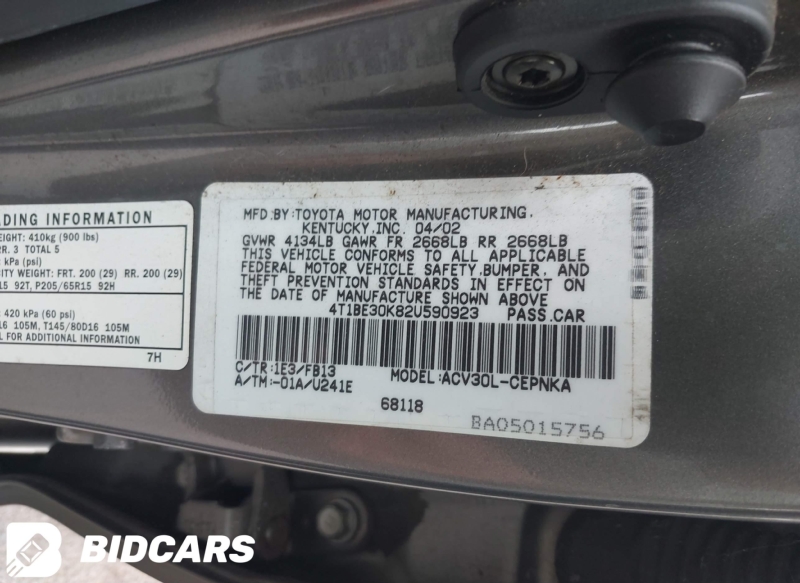 ADING INFORMATION
EIGHT: 410kg (900 lbs)
RR. 3 TOTAL 5
kPa (psi)
CITY WEIGHT: FRT. 200 (29) RR. 200 (29)
15 92T, P205/65R15 92H
420 kPa (60 psi)
16 105M, T145/80D16 105M
L FOR ADDITIONAL INFORMATION
7H
MFD.BY:TOYOTA MOTOR MANUFACTURING.
KENTUCKY,INC. 04/02
GVWR 4134LB GAWR FR 2668LB RR 2668LB
THIS VEHICLE CONFORMS TO ALL APPLICABLE
FEDERAL MOTOR VEHICLE SAFETY,BUMPER, AND
THEFT PREVENTION STANDARDS IN EFFECT ON
THE DATE OF MANUFACTURE SHOWN ABOVE
4T1BE30K82U590923 PASS.CAR
C/TR:1E3/FB13
MODEL:ACV30L-CEPNKA
A/TM:-01A/U241E
68118
BA05015756
BIDCARS